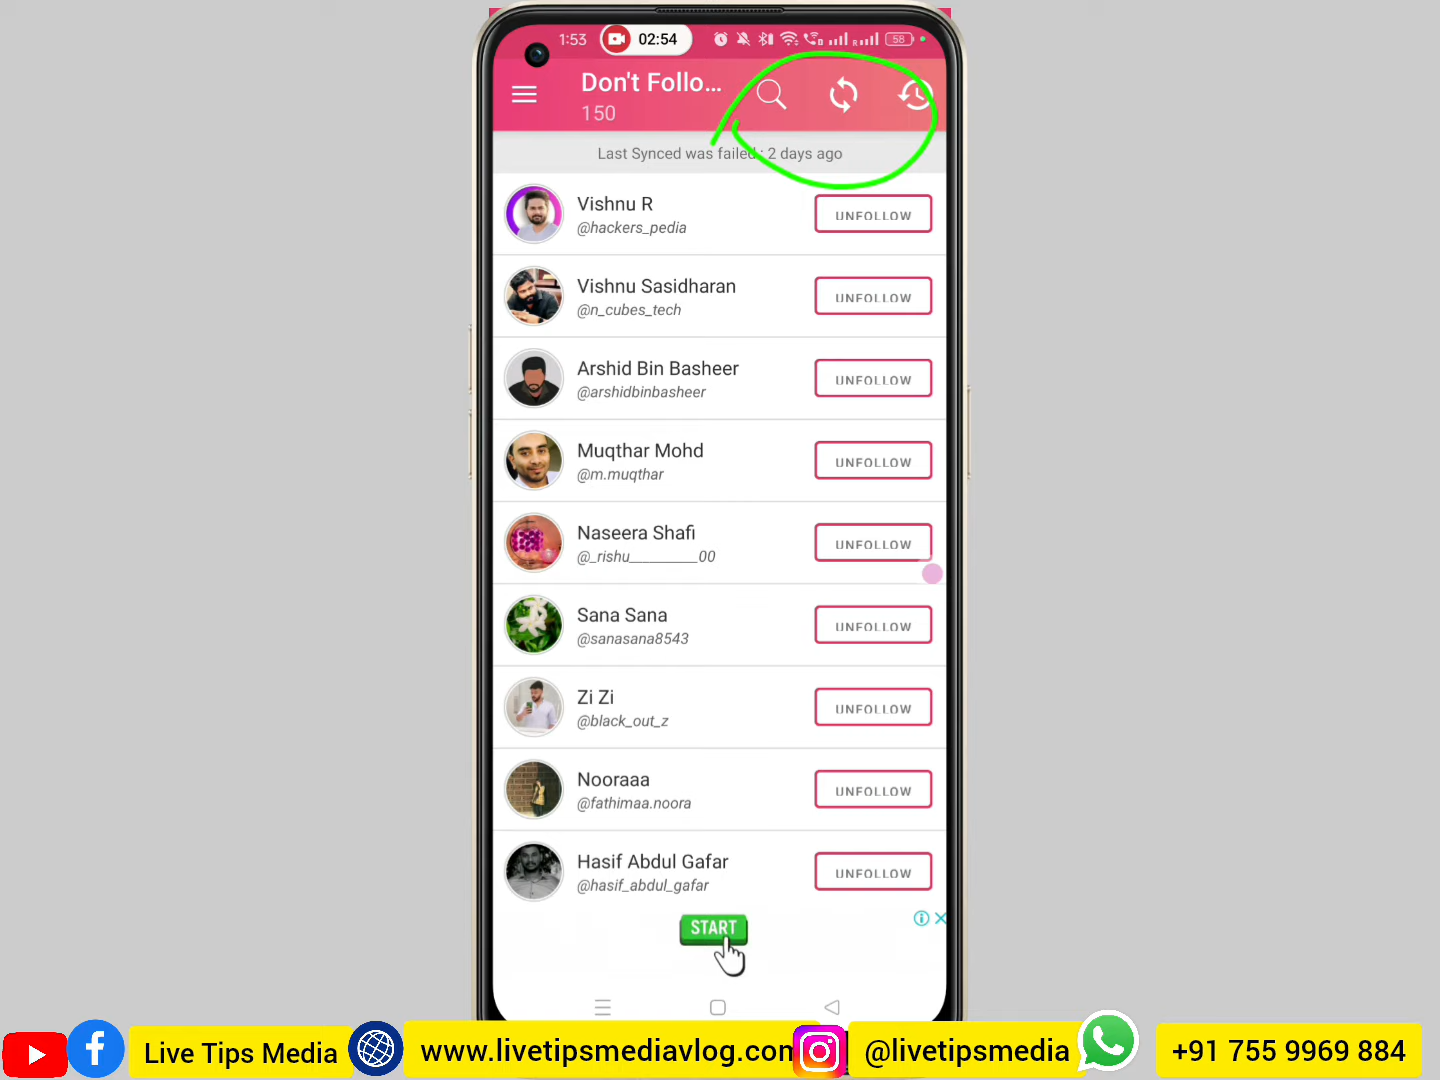 1:53
02:54
58
Don't Follo...
150
Last Synced was failed : 2 days ago
Vishnu R
@hackers_pedia
UNFOLLOW
Vishnu Sasidharan
@n_cubes_tech
UNFOLLOW
Arshid Bin Basheer
@arshidbinbasheer
UNFOLLOW
Muqthar Mohd
@m.muqthar
UNFOLLOW
Naseera Shafi
@_rishu__________00
UNFOLLOW
Sana Sana
@sanasana8543
UNFOLLOW
Zi Zi
@black_out_z
UNFOLLOW
Nooraaa
@fathimaa.noora
UNFOLLOW
Hasif Abdul Gafar
@hasif_abdul_gafar
UNFOLLOW
START
Live Tips Media
www.livetipsmediavlog.com
@livetipsmedia
+91 755 9969 884